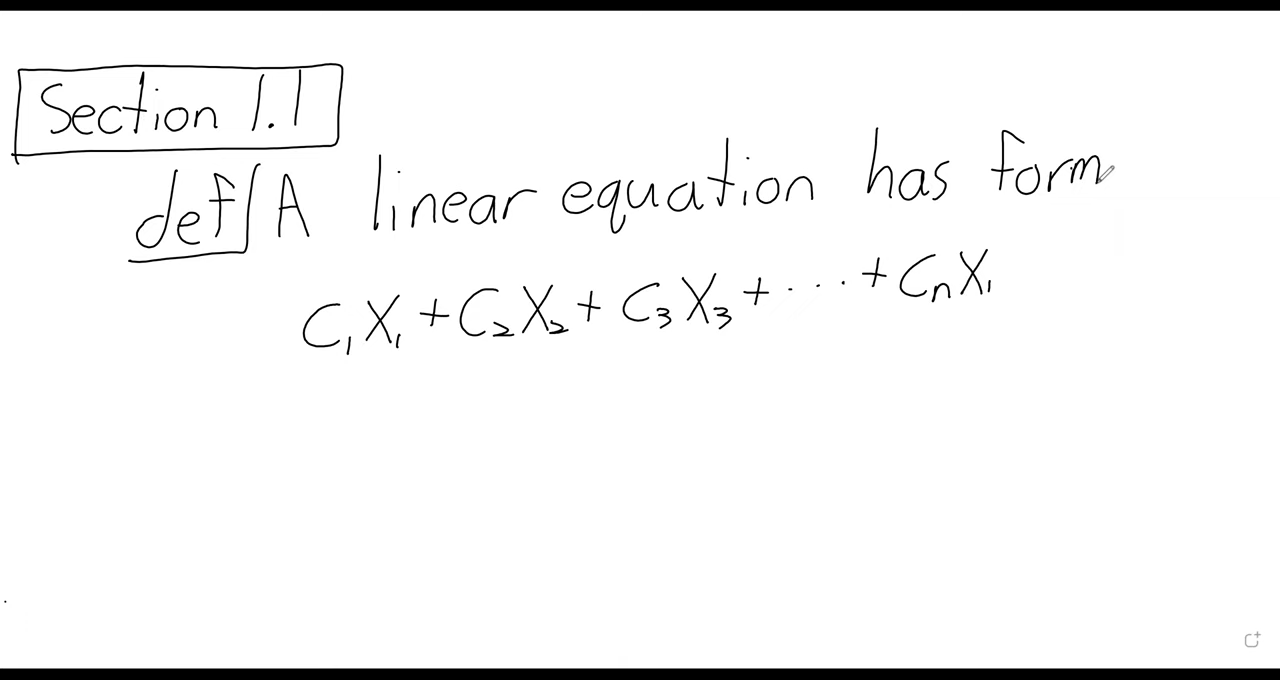 Section 1.1
def/ A linear equation has form
C₁X₁ + C₂X₂ + C₃X₃ + ... + CₙX₁